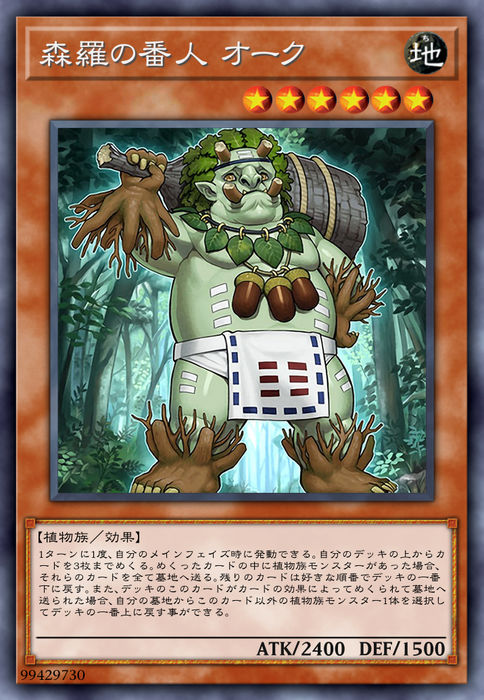 森羅の番人 オーク
ち
地
【植物族／効果】
1ターンに1度、自分のメインフェイズ時に発動できる。自分のデッキの上からカ
ードを3枚までめくる。めくったカードの中に植物族モンスターがあった場合、
それらのカードを全て墓地へ送る。残りのカードは好きな順番でデッキの一番
下に戻す。また、デッキのこのカードがカードの効果によってめくられて墓地へ
送られた場合、自分の墓地からこのカード以外の植物族モンスター1体を選択し
てデッキの一番上に戻す事ができる。
ATK/2400 DEF/1500
99429730